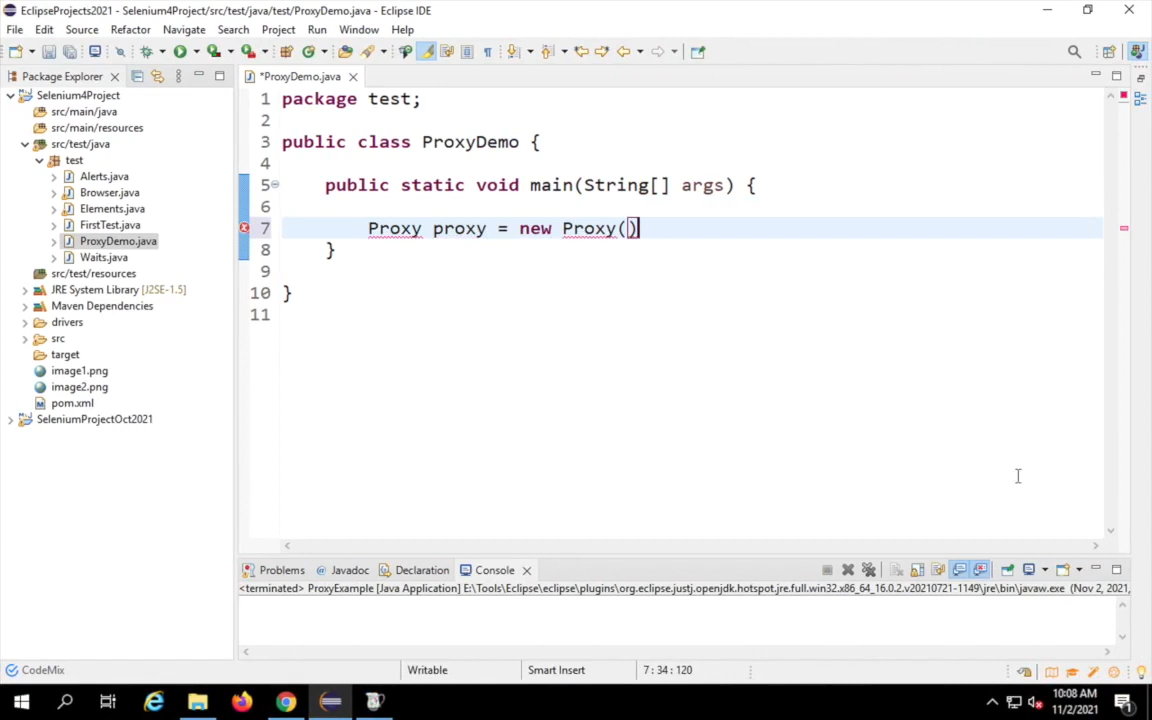 EclipseProjects2021 - Selenium4Project/src/test/java/test/ProxyDemo.java - Eclipse IDE
File Edit Source Refactor Navigate Search Project Run Window Help
Package Explorer
*ProxyDemo.java
Selenium4Project
src/main/java
src/main/resources
src/test/java
test
Alerts.java
Browser.java
Elements.java
FirstTest.java
ProxyDemo.java
Waits.java
src/test/resources
JRE System Library [J2SE-1.5]
Maven Dependencies
drivers
src
target
image1.png
image2.png
pom.xml
SeleniumProjectOct2021
1 package test;
2
3 public class ProxyDemo {
4
5 public static void main(String[] args) {
6
7 Proxy proxy = new Proxy()
8 }
9
10 }
11
Problems @ Javadoc Declaration Console
<terminated> ProxyExample [Java Application] E:\Tools\Eclipse\eclipse\plugins\org.eclipse.justj.openjdk.hotspot.jre.full.win32.x86_64_16.0.2.v20210721-1149\jre\bin\javaw.exe (Nov 2, 2021,
CodeMix Writable Smart Insert 7 : 34 : 120
10:08 AM
11/2/2021
1